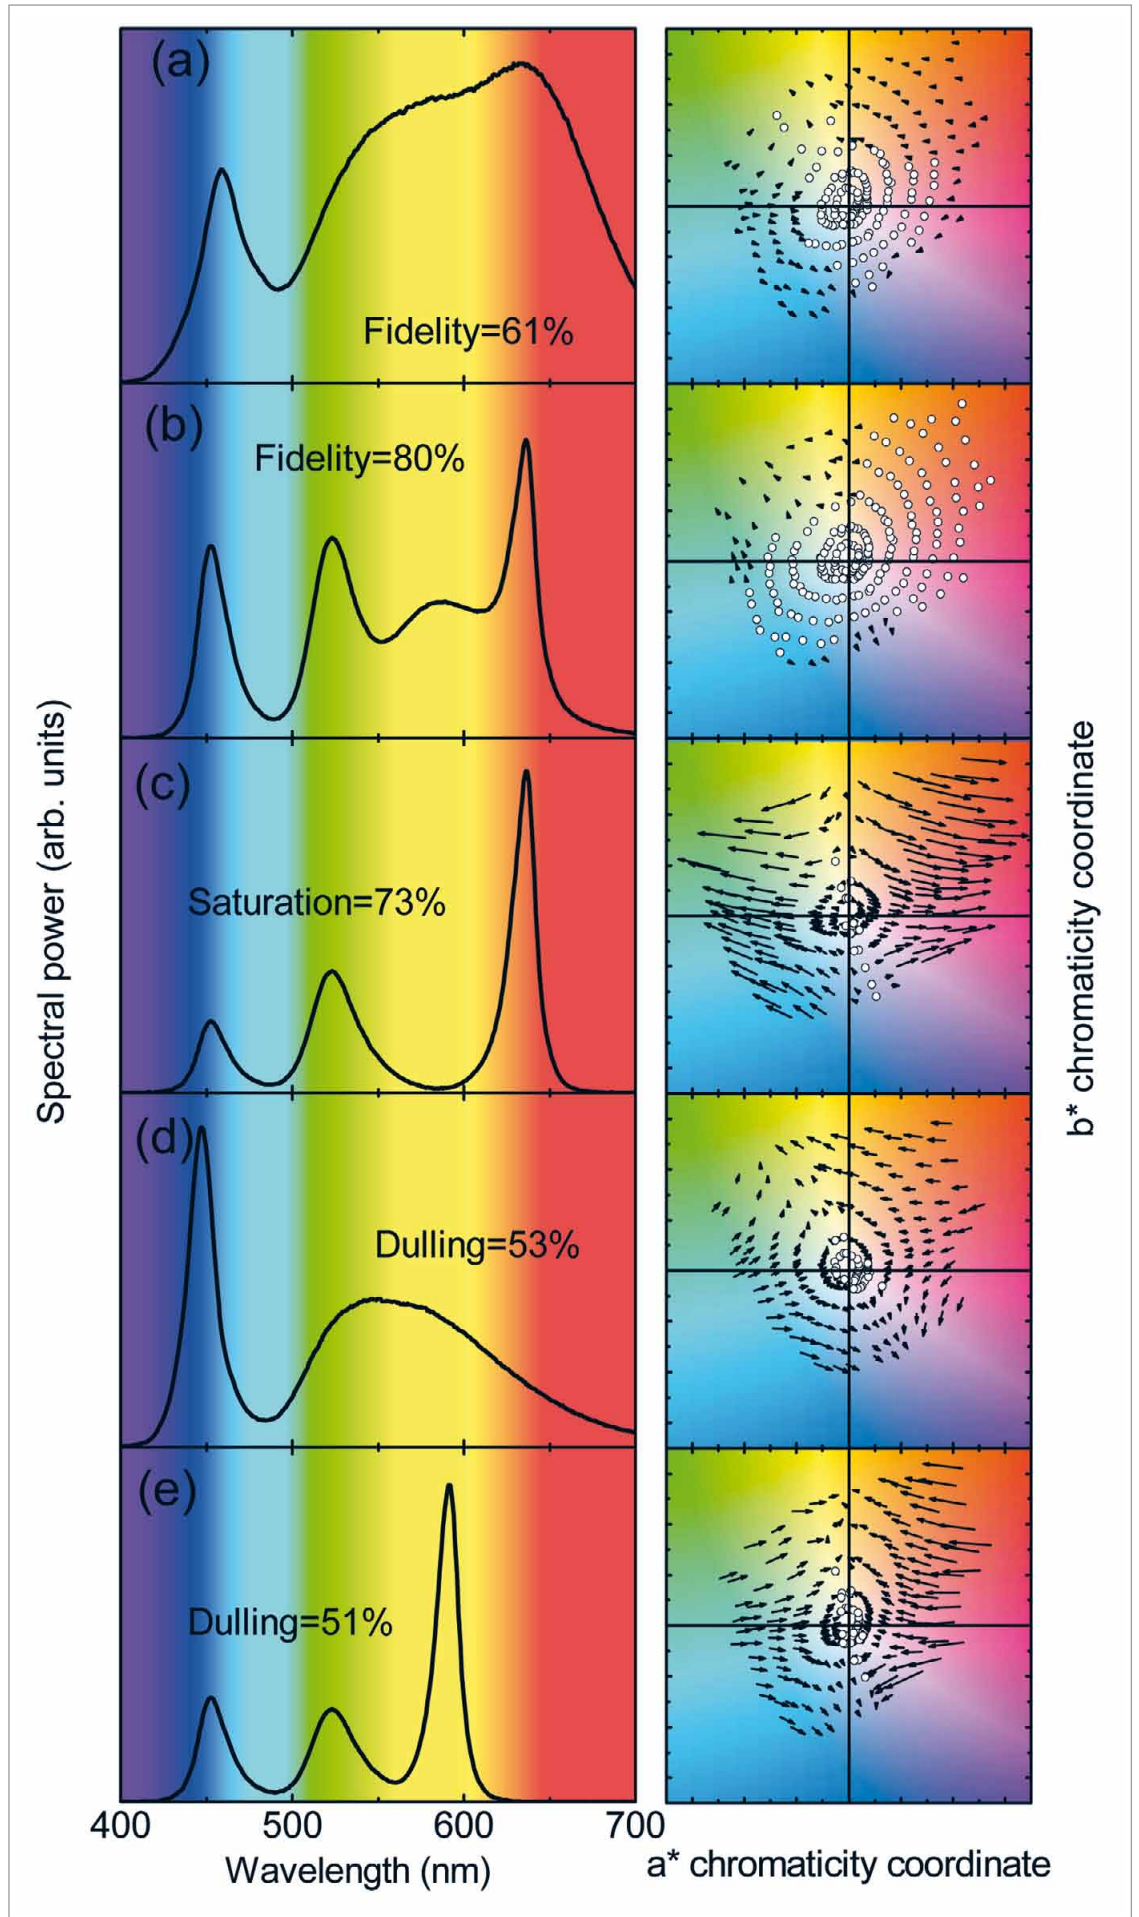 (a)
Fidelity=61%
(b)
Fidelity=80%
(c)
Saturation=73%
(d)
Dulling=53%
(e)
Dulling=51%
Spectral power (arb. units)
b* chromaticity coordinate
400 500 600 700
Wavelength (nm)
a* chromaticity coordinate